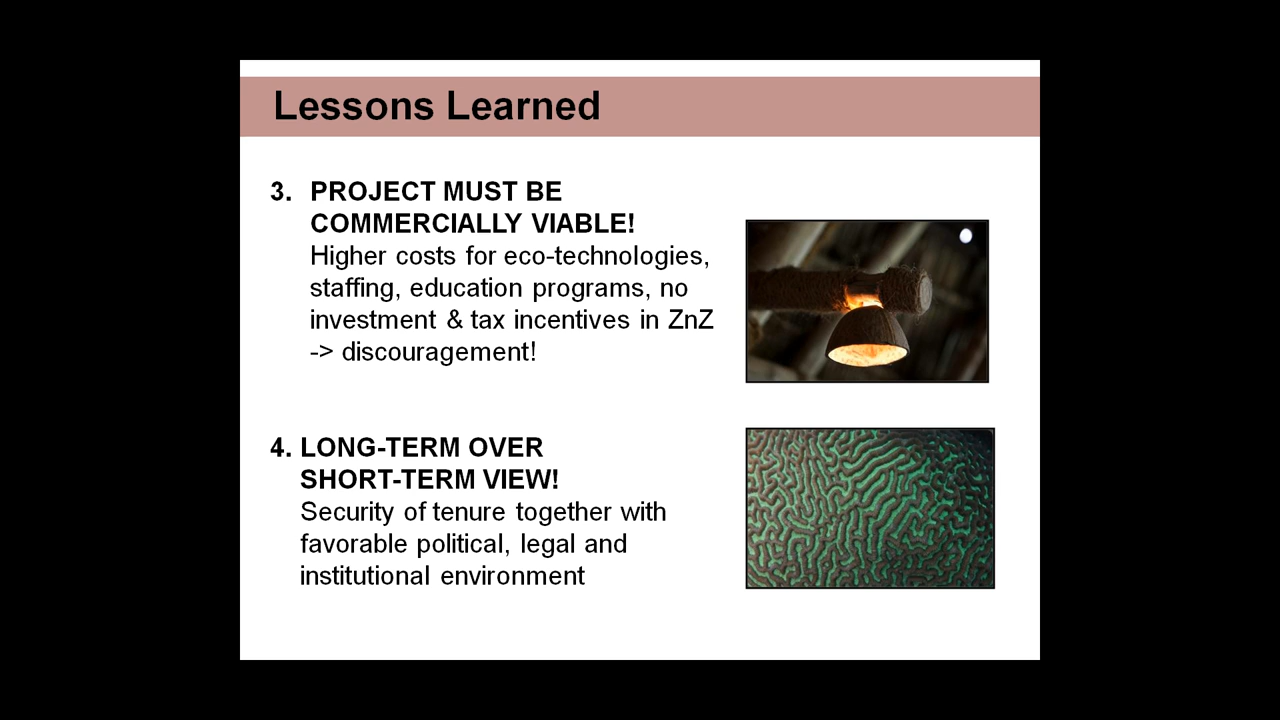 Lessons Learned
3. PROJECT MUST BE
COMMERCIALLY VIABLE!
Higher costs for eco-technologies,
staffing, education programs, no
investment & tax incentives in ZnZ
-> discouragement!
4. LONG-TERM OVER
SHORT-TERM VIEW!
Security of tenure together with
favorable political, legal and
institutional environment